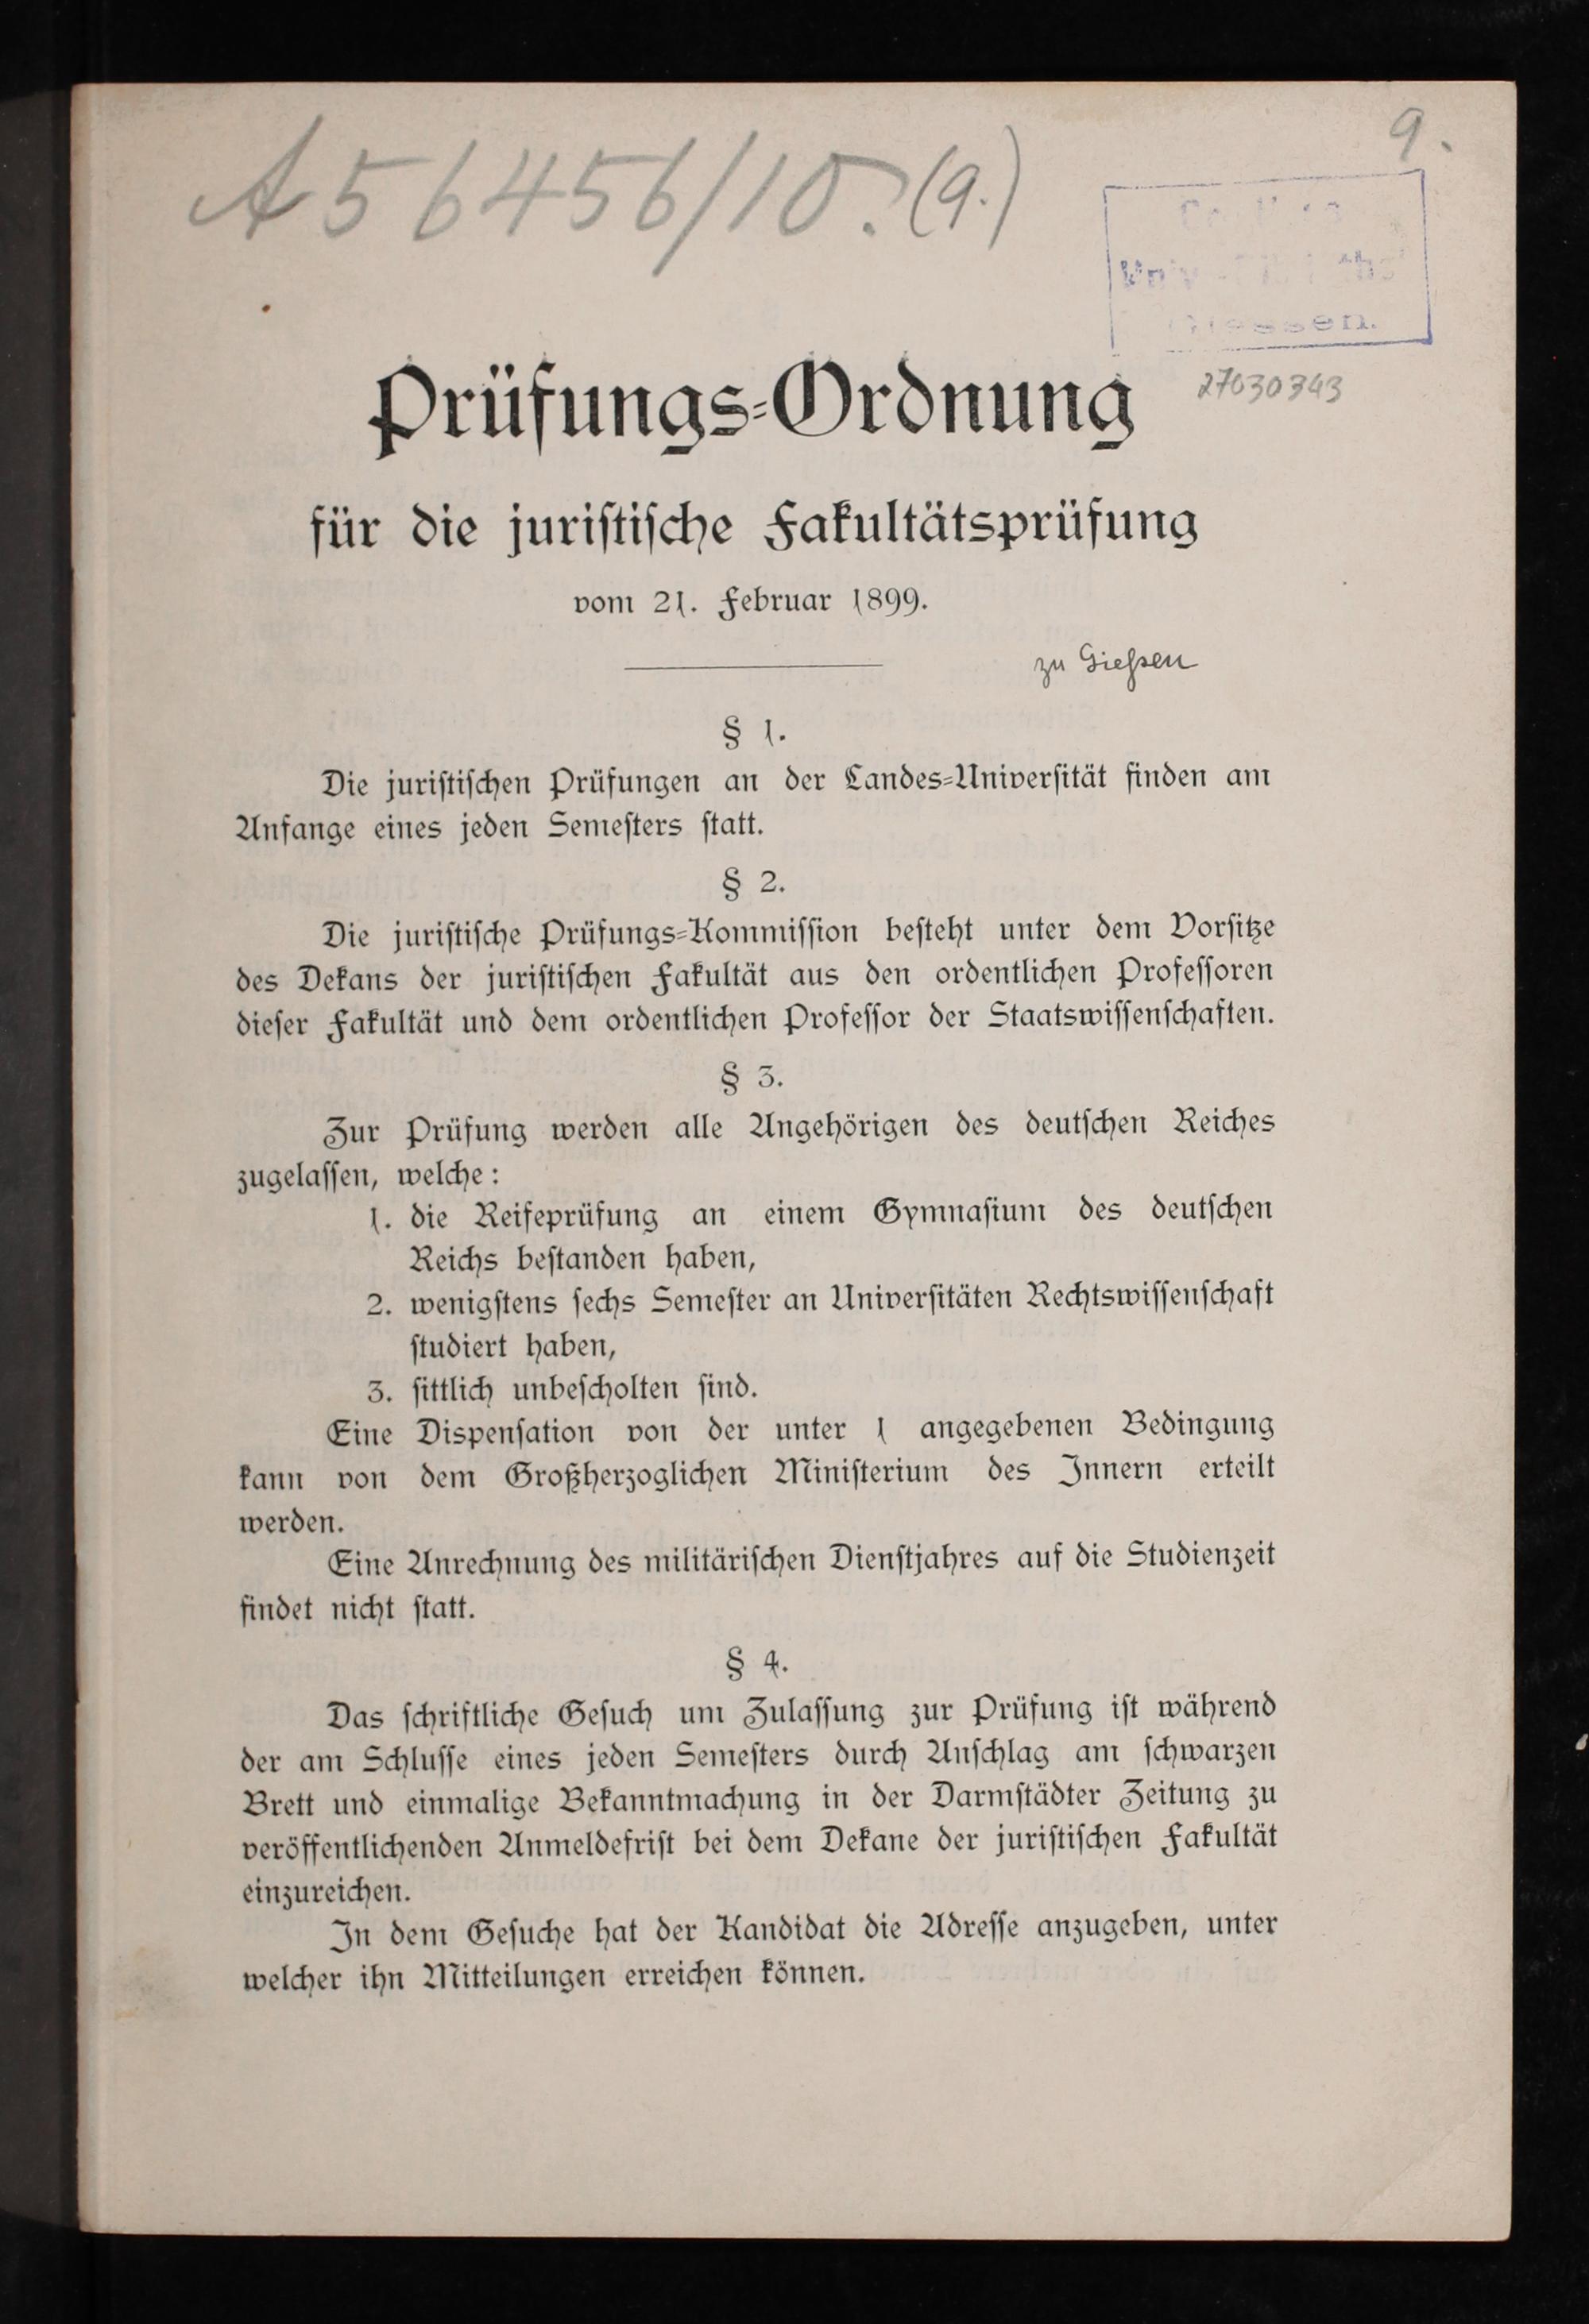 9.
A 56456/10. (9.)
Giessen.
27030343
Prüfungs-Ordnung
für die juriſtiſche Fakultätsprüfung
vom 21. Februar 1899.
zu Gießen
§ 1.
Die juriſtiſchen Prüfungen an der Landes-Univerſität finden am
Anfange eines jeden Semeſters ſtatt.
§ 2.
Die juriſtiſche Prüfungs-Kommiſſion beſteht unter dem Vorſitze
des Dekans der juriſtiſchen Fakultät aus den ordentlichen Profeſſoren
dieſer Fakultät und dem ordentlichen Profeſſor der Staatswiſſenſchaften.
§ 3.
Zur Prüfung werden alle Angehörigen des deutſchen Reiches
zugelaſſen, welche:
1. die Reifeprüfung an einem Gymnaſium des deutſchen
Reichs beſtanden haben,
2. wenigſtens ſechs Semeſter an Univerſitäten Rechtswiſſenſchaft
ſtudiert haben,
3. ſittlich unbeſcholten ſind.
Eine Dispenſation von der unter 1 angegebenen Bedingung
kann von dem Großherzoglichen Miniſterium des Innern erteilt
werden.
Eine Anrechnung des militäriſchen Dienſtjahres auf die Studienzeit
findet nicht ſtatt.
§ 4.
Das ſchriftliche Geſuch um Zulaſſung zur Prüfung iſt während
der am Schluſſe eines jeden Semeſters durch Anſchlag am ſchwarzen
Brett und einmalige Bekanntmachung in der Darmſtädter Zeitung zu
veröffentlichenden Anmeldefriſt bei dem Dekane der juriſtiſchen Fakultät
einzureichen.
In dem Geſuche hat der Kandidat die Adreſſe anzugeben, unter
welcher ihn Mitteilungen erreichen können.